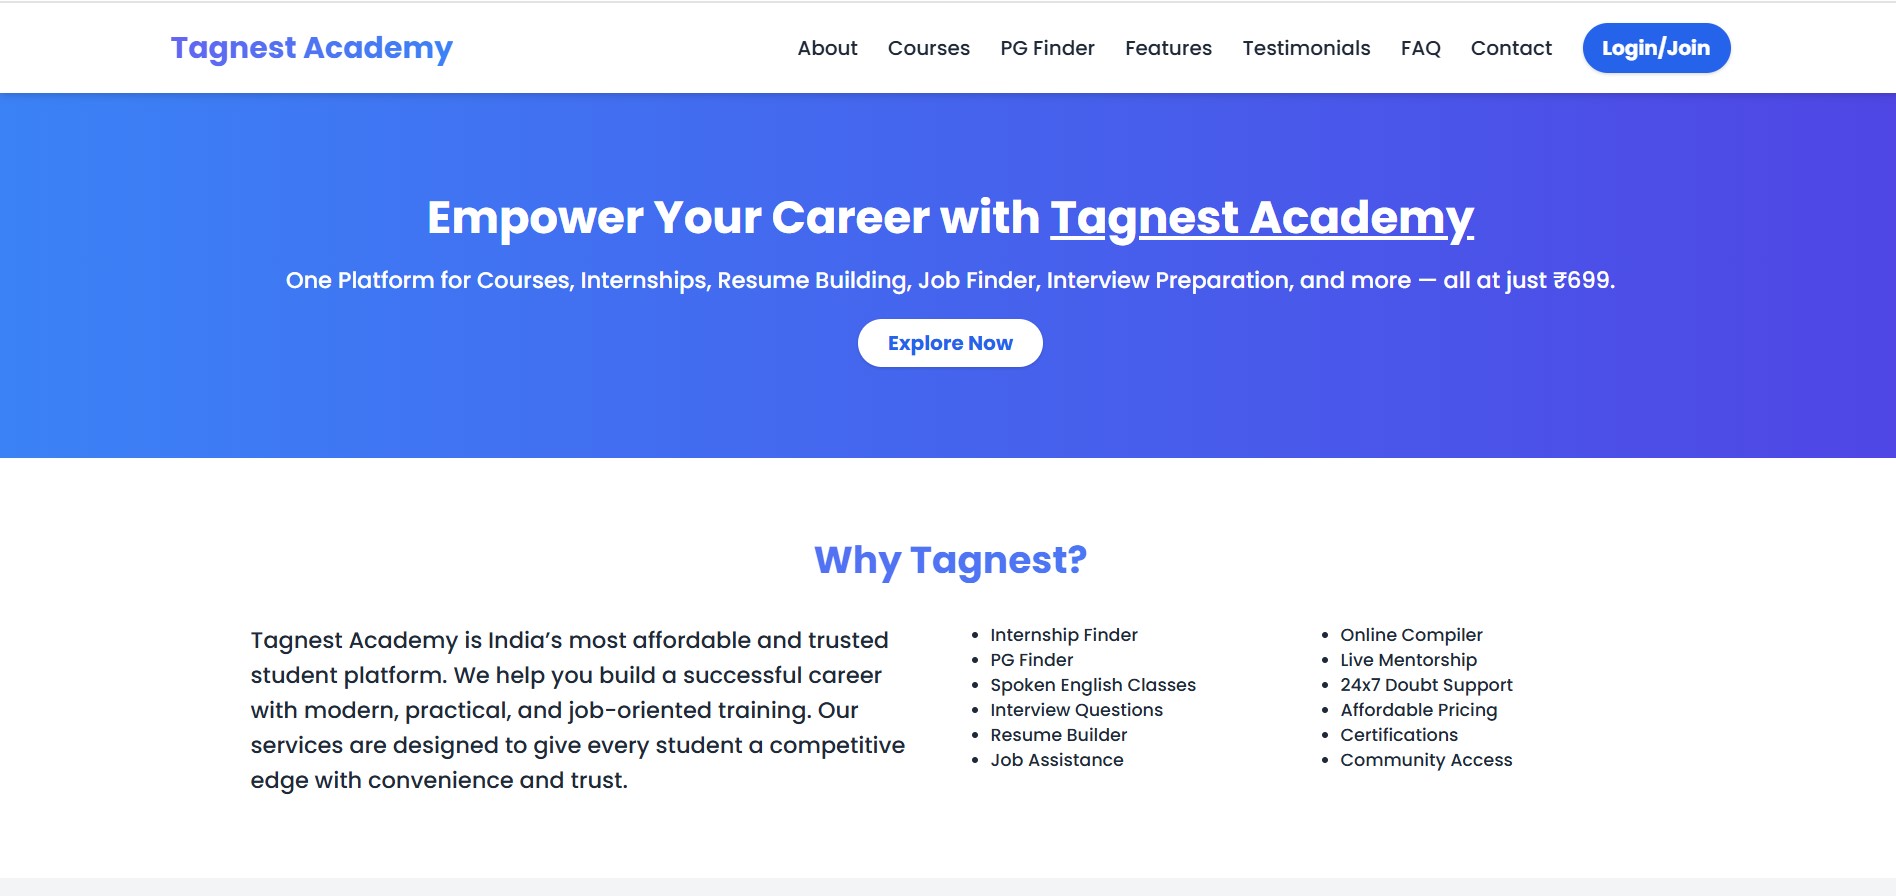 Tagnest Academy
About Courses PG Finder Features Testimonials FAQ Contact Login/Join
Empower Your Career with Tagnest Academy
One Platform for Courses, Internships, Resume Building, Job Finder, Interview Preparation, and more — all at just ₹699.
Explore Now
Why Tagnest?
Tagnest Academy is India’s most affordable and trusted
student platform. We help you build a successful career
with modern, practical, and job-oriented training. Our
services are designed to give every student a competitive
edge with convenience and trust.
• Internship Finder
• PG Finder
• Spoken English Classes
• Interview Questions
• Resume Builder
• Job Assistance
• Online Compiler
• Live Mentorship
• 24x7 Doubt Support
• Affordable Pricing
• Certifications
• Community Access